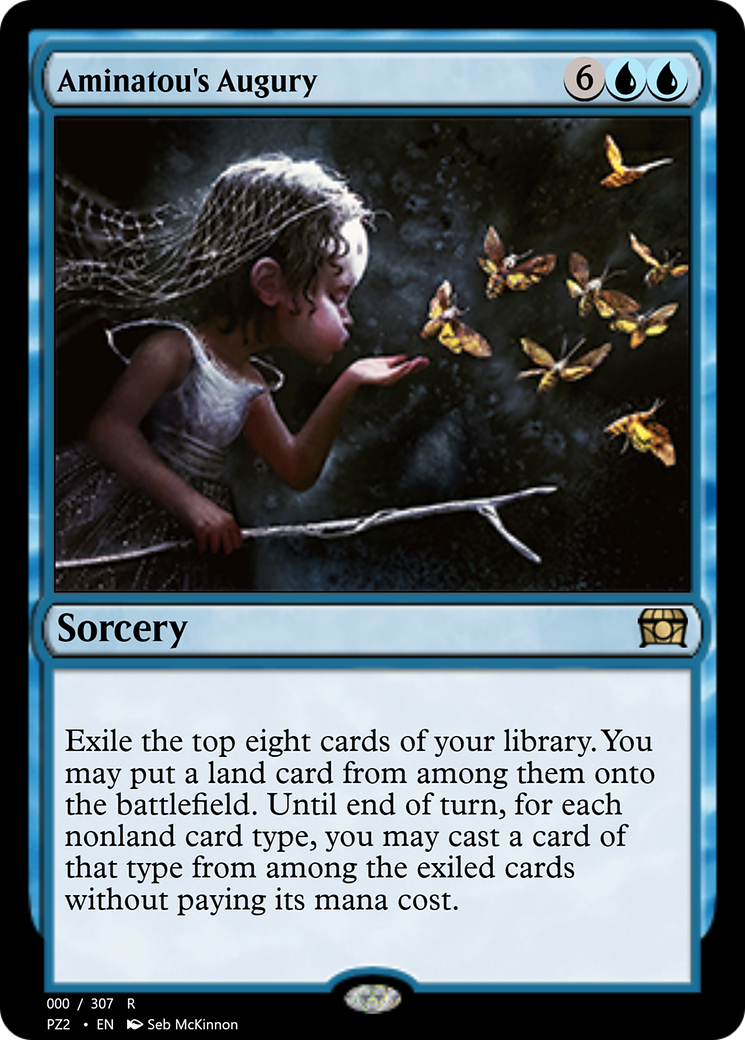 Aminatou's Augury 6
Sorcery
Exile the top eight cards of your library. You
may put a land card from among them onto
the battlefield. Until end of turn, for each
nonland card type, you may cast a card of
that type from among the exiled cards
without paying its mana cost.
000 / 307 R
PZ2 • EN Seb McKinnon